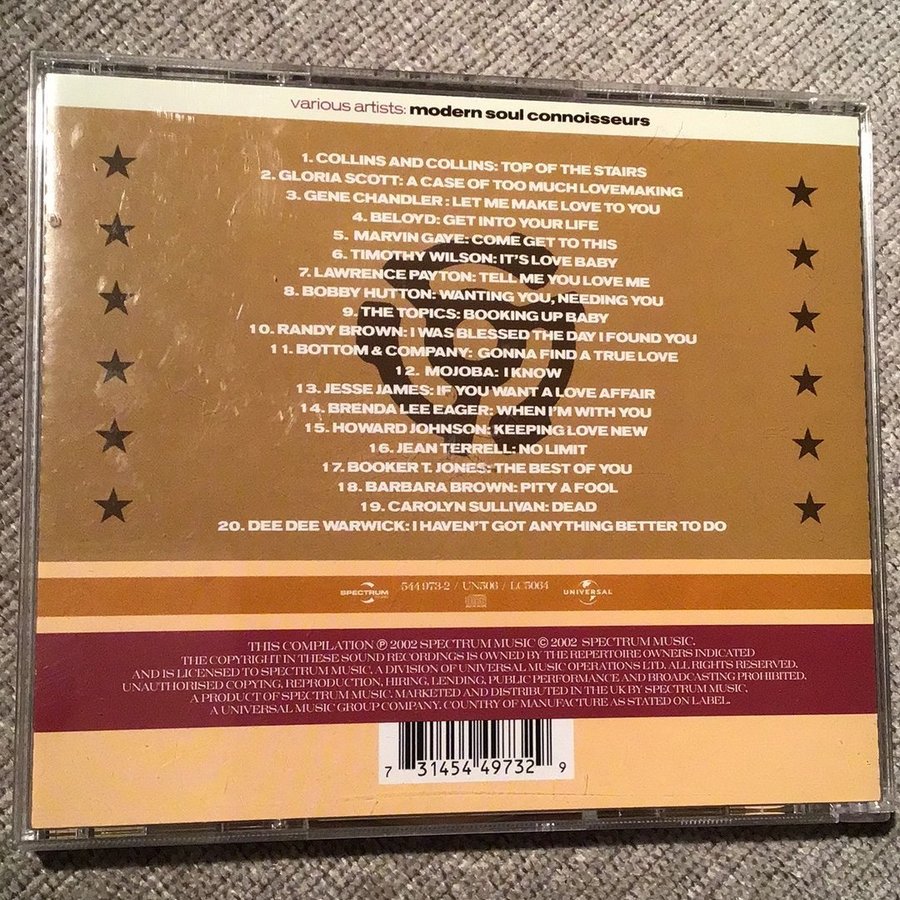 various artists: modern soul connoisseurs
1. COLLINS AND COLLINS: TOP OF THE STAIRS
2. GLORIA SCOTT: A CASE OF TOO MUCH LOVEMAKING
3. GENE CHANDLER : LET ME MAKE LOVE TO YOU
4. BELOYD: GET INTO YOUR LIFE
5. MARVIN GAYE: COME GET TO THIS
6. TIMOTHY WILSON: IT'S LOVE BABY
7. LAWRENCE PAYTON: TELL ME YOU LOVE ME
8. BOBBY HUTTON: WANTING YOU, NEEDING YOU
9. THE TOPICS: BOOKING UP BABY
10. RANDY BROWN: I WAS BLESSED THE DAY I FOUND YOU
11. BOTTOM & COMPANY: GONNA FIND A TRUE LOVE
12. MOJOBA: I KNOW
13. JESSE JAMES: IF YOU WANT A LOVE AFFAIR
14. BRENDA LEE EAGER: WHEN I'M WITH YOU
15. HOWARD JOHNSON: KEEPING LOVE NEW
16. JEAN TERRELL: NO LIMIT
17. BOOKER T. JONES: THE BEST OF YOU
18. BARBARA BROWN: PITY A FOOL
19. CAROLYN SULLIVAN: DEAD
20. DEE DEE WARWICK: I HAVEN'T GOT ANYTHING BETTER TO DO
SPECTRUM 544 973-2 / UN506 / LC5064 UNIVERSAL
THIS COMPILATION ℗ 2002 SPECTRUM MUSIC © 2002 SPECTRUM MUSIC.
THE COPYRIGHT IN THESE SOUND RECORDINGS IS OWNED BY THE REPERTOIRE OWNERS INDICATED
AND IS LICENSED TO SPECTRUM MUSIC. A DIVISION OF UNIVERSAL MUSIC OPERATIONS LTD. ALL RIGHTS RESERVED.
UNAUTHORISED COPYING, REPRODUCTION, HIRING, LENDING, PUBLIC PERFORMANCE AND BROADCASTING PROHIBITED.
A PRODUCT OF SPECTRUM MUSIC. MARKETED AND DISTRIBUTED IN THE UK BY SPECTRUM MUSIC,
A UNIVERSAL MUSIC GROUP COMPANY. COUNTRY OF MANUFACTURE AS STATED ON LABEL.
7 31454 49732 9